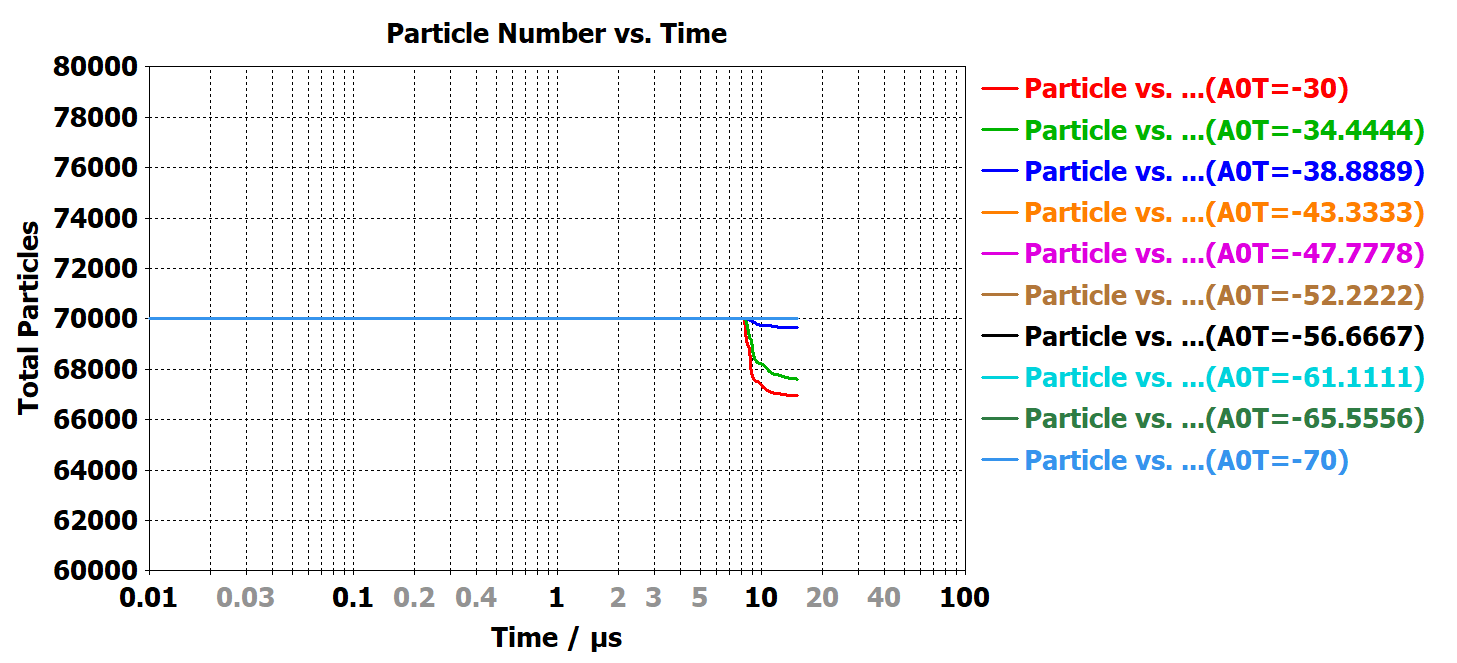 Particle Number vs. Time
80000
78000
76000
74000
72000
70000
68000
66000
64000
62000
60000
Total Particles
0.01 0.03 0.1 0.2 0.4 1 2 3 5 10 20 40 100
Time / µs
Particle vs. ...(A0T=-30)
Particle vs. ...(A0T=-34.4444)
Particle vs. ...(A0T=-38.8889)
Particle vs. ...(A0T=-43.3333)
Particle vs. ...(A0T=-47.7778)
Particle vs. ...(A0T=-52.2222)
Particle vs. ...(A0T=-56.6667)
Particle vs. ...(A0T=-61.1111)
Particle vs. ...(A0T=-65.5556)
Particle vs. ...(A0T=-70)